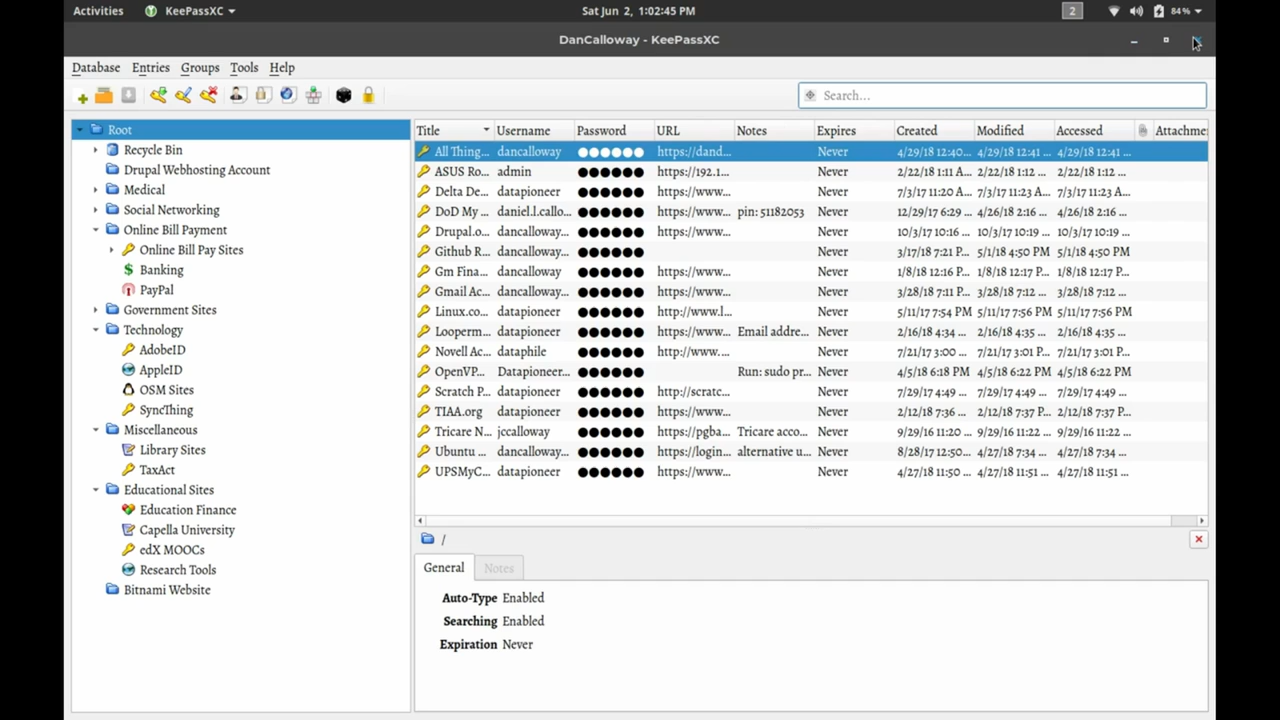 Activities KeePassXC Sat Jun 2, 1:02:45 PM 2 84%
DanCalloway - KeePassXC
Database Entries Groups Tools Help
Search...
Root
Recycle Bin
Drupal Webhosting Account
Medical
Social Networking
Online Bill Payment
Online Bill Pay Sites
Banking
PayPal
Government Sites
Technology
AdobeID
AppleID
OSM Sites
SyncThing
Miscellaneous
Library Sites
TaxAct
Educational Sites
Education Finance
Capella University
edX MOOCs
Research Tools
Bitnami Website
Title Username Password URL Notes Expires Created Modified Accessed Attachme
All Thing... dancalloway ●●●●●● https://dand... Never 4/29/18 12:40... 4/29/18 12:41 ... 4/29/18 12:41 ...
ASUS Ro... admin ●●●●●● https://192.1... Never 2/22/18 1:11 A... 2/22/18 1:12 ... 2/22/18 1:12 ...
Delta De... datapioneer ●●●●●● https://www... Never 7/3/17 11:20 A... 7/3/17 11:23 A... 7/3/17 11:23 A...
DoD My ... daniel.l.callo... ●●●●●● https://www... pin: 51182053 Never 12/29/17 6:29 ... 4/26/18 2:16 ... 4/26/18 2:16 ...
Drupal.o... dancalloway... ●●●●●● https://www... Never 10/3/17 10:16 ... 10/3/17 10:19 ... 10/3/17 10:19 ...
Github R... dancalloway... ●●●●●● Never 3/17/18 7:21 P... 5/1/18 4:50 PM 5/1/18 4:50 PM
Gm Fina... dancalloway ●●●●●● https://www... Never 1/8/18 12:16 P... 1/8/18 12:17 P... 1/8/18 12:17 P...
Gmail Ac... dancalloway... ●●●●●● https://www... Never 3/28/18 7:11 P... 3/28/18 7:12 ... 3/28/18 7:12 ...
Linux.co... datapioneer ●●●●●● http://www.l... Never 5/11/17 7:54 PM 5/11/17 7:56 PM 5/11/17 7:56 PM
Looperm... datapioneer ●●●●●● https://www... Email addre... Never 2/16/18 4:34 ... 2/16/18 4:35 ... 2/16/18 4:35 ...
Novell Ac... dataphile ●●●●●● http://www.... Never 7/21/17 3:00 ... 7/21/17 3:01 P... 7/21/17 3:01 P...
OpenVP... Datapioneer... ●●●●●● Run: sudo pr... Never 4/5/18 6:18 PM 4/5/18 6:22 PM 4/5/18 6:22 PM
Scratch P... datapioneer ●●●●●● http://scratc... Never 7/29/17 4:49 ... 7/29/17 4:49 ... 7/29/17 4:49 ...
TIAA.org datapioneer ●●●●●● https://www... Never 2/12/18 7:36 ... 2/12/18 7:37 P... 2/12/18 7:37 P...
Tricare N... jccalloway ●●●●●● https://pgba... Tricare acco... Never 9/29/16 11:20 ... 9/29/16 11:22 ... 9/29/16 11:22 ...
Ubuntu ... dancalloway... ●●●●●● https://login... alternative u... Never 8/28/17 12:50... 4/27/18 7:34 ... 4/27/18 7:34 ...
UPSMyC... datapioneer ●●●●●● https://www... Never 4/27/18 11:50 ... 4/27/18 11:51 ... 4/27/18 11:51 ...
/
General Notes
Auto-Type Enabled
Searching Enabled
Expiration Never